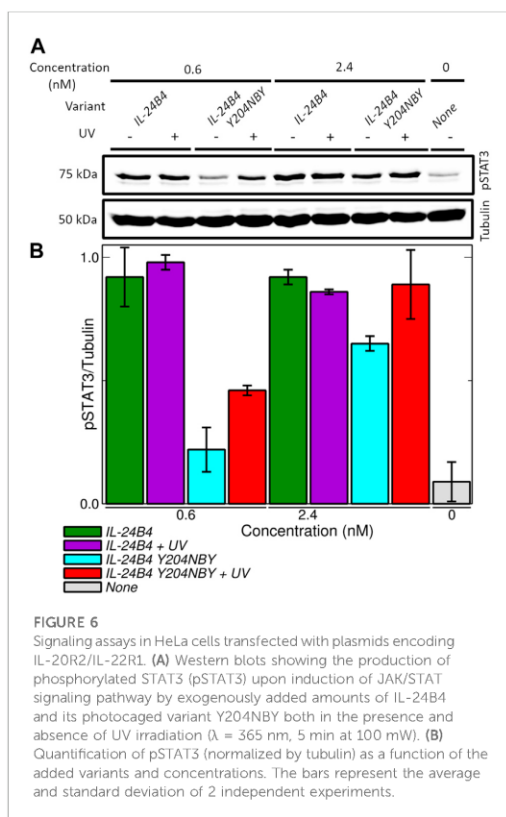 A
Concentration (nM) 0.6 2.4 0
Variant IL-24B4 IL-24B4 Y204NBY IL-24B4 IL-24B4 Y204NBY None
UV - + - + - + - + -
75 kDa pSTAT3
50 kDa Tubulin
B
1.0
pSTAT3/Tubulin
0.0
0.6 2.4 0
Concentration (nM)
IL-24B4
IL-24B4 + UV
IL-24B4 Y204NBY
IL-24B4 Y204NBY + UV
None
FIGURE 6
Signaling assays in HeLa cells transfected with plasmids encoding
IL-20R2/IL-22R1. (A) Western blots showing the production of
phosphorylated STAT3 (pSTAT3) upon induction of JAK/STAT
signaling pathway by exogenously added amounts of IL-24B4
and its photocaged variant Y204NBY both in the presence and
absence of UV irradiation (λ = 365 nm, 5 min at 100 mW). (B)
Quantification of pSTAT3 (normalized by tubulin) as a function of the
added variants and concentrations. The bars represent the average
and standard deviation of 2 independent experiments.